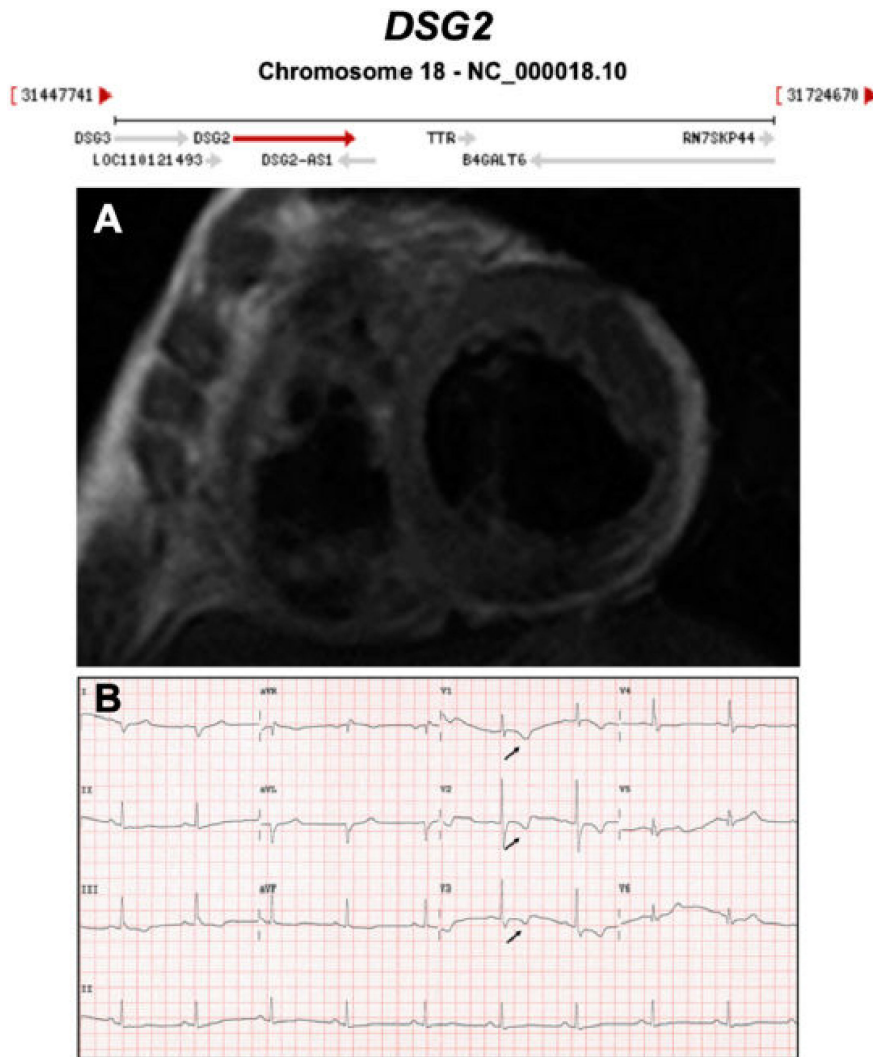 DSG2
Chromosome 18 - NC_000018.10
[ 31447741 [ 31724670
DSG3 DSG2 TTR RN7SKP44
LOC110121493 DSG2-AS1 B4GALT6
A
B
I aVR V1 V4
II aVL V2 V5
III aVF V3 V6
II